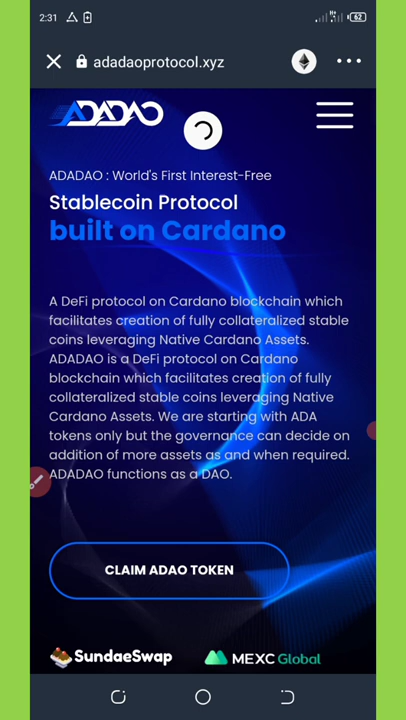 2:31
62
adadaoprotocol.xyz
ADADAO
ADADAO : World's First Interest-Free
Stablecoin Protocol
built on Cardano
A DeFi protocol on Cardano blockchain which
facilitates creation of fully collateralized stable
coins leveraging Native Cardano Assets.
ADADAO is a DeFi protocol on Cardano
blockchain which facilitates creation of fully
collateralized stable coins leveraging Native
Cardano Assets. We are starting with ADA
tokens only but the governance can decide on
addition of more assets as and when required.
ADADAO functions as a DAO.
CLAIM ADAO TOKEN
SundaeSwap
MEXC Global